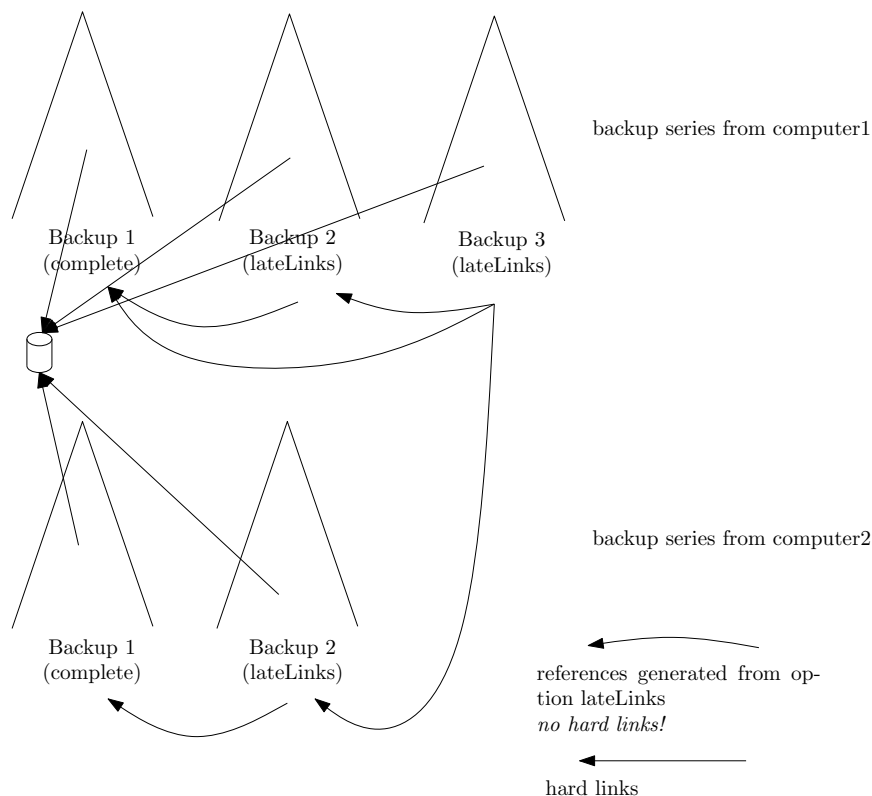 backup series from computer1
Backup 1
(complete)
Backup 2
(lateLinks)
Backup 3
(lateLinks)
backup series from computer2
Backup 1
(complete)
Backup 2
(lateLinks)
references generated from op-
tion lateLinks
no hard links!
hard links